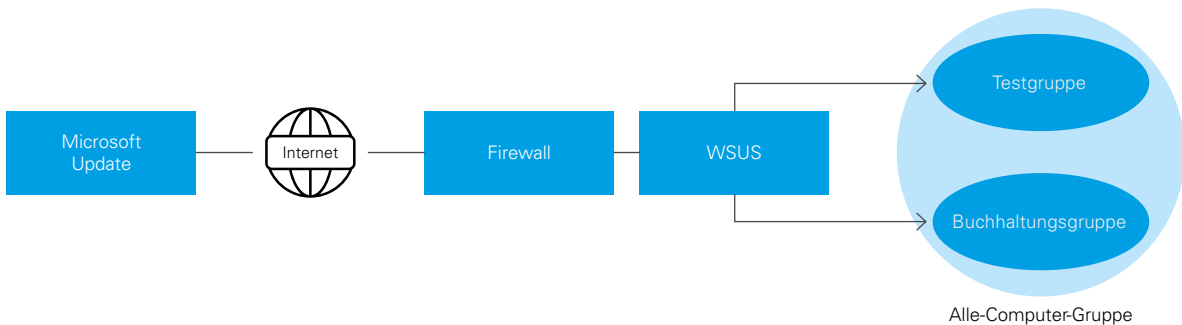 Microsoft
Update
Internet
Firewall
WSUS
Testgruppe
Buchhaltungsgruppe
Alle-Computer-Gruppe